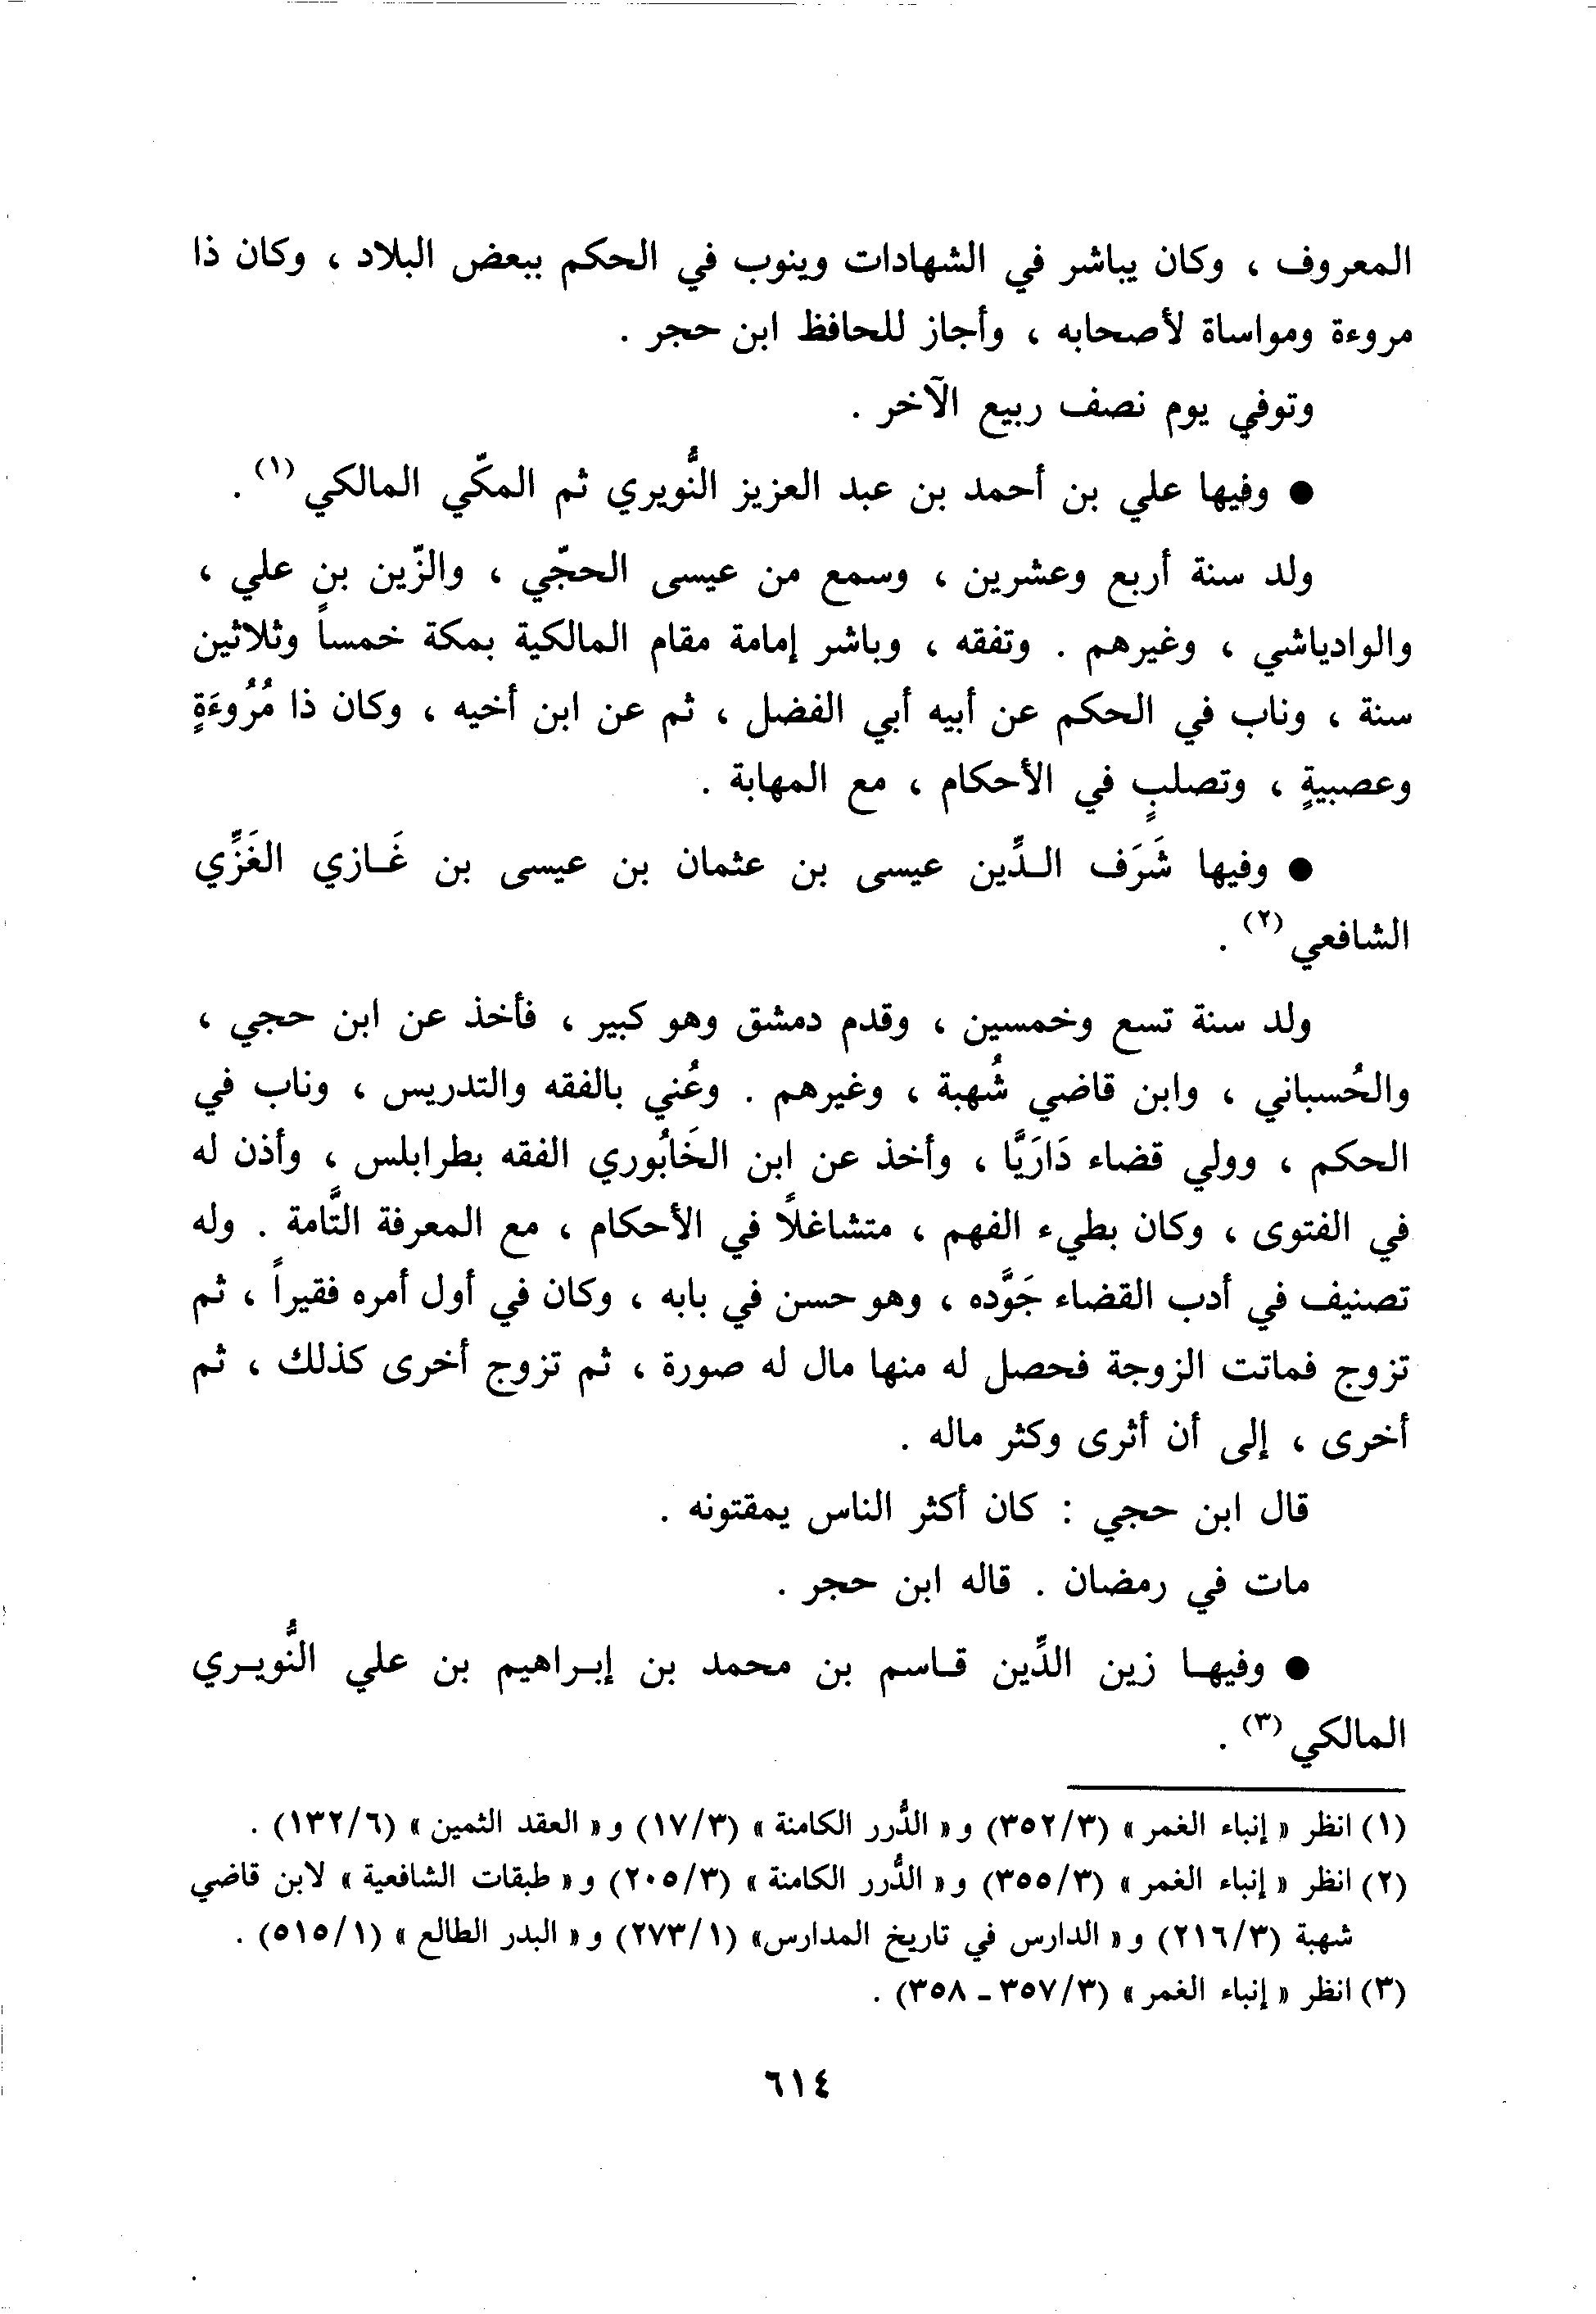 المعروف ، وكان يباشر في الشهادات وينوب في الحكم ببعض البلاد ، وكان ذا
مروءة ومواساة لأصحابه ، وأجاز للحافظ ابن حجر .
وتوفي يوم نصف ربيع الآخر .
● وفيها علي بن أحمد بن عبد العزيز النُّويري ثم المكّي المالكي (١) .
ولد سنة أربع وعشرين ، وسمع من عيسى الحجّي ، والزّين بن علي ،
والوادياشي ، وغيرهم . وتفقه ، وباشر إمامة مقام المالكية بمكة خمساً وثلاثين
سنة ، وناب في الحكم عن أبيه أبي الفضل ، ثم عن ابن أخيه ، وكان ذا مُرُوءَةٍ
وعصبيةٍ ، وتصلبٍ في الأحكام ، مع المهابة .
● وفيها شَرَف الـدِّين عيسى بن عثمان بن عيسى بن غَـازي الغَزِّي
الشافعي (٢) .
ولد سنة تسع وخمسين ، وقدم دمشق وهو كبير ، فأخذ عن ابن حجي ،
والحُسباني ، وابن قاضي شُهبة ، وغيرهم . وعُني بالفقه والتدريس ، وناب في
الحكم ، وولي قضاء دَارَيَّا ، وأخذ عن ابن الخَابُوري الفقه بطرابلس ، وأذن له
في الفتوى ، وكان بطيء الفهم ، متشاغلًا في الأحكام ، مع المعرفة التَّامة . وله
تصنيف في أدب القضاء جَوَّده ، وهو حسن في بابه ، وكان في أول أمره فقيراً ، ثم
تزوج فماتت الزوجة فحصل له منها مال له صورة ، ثم تزوج أخرى كذلك ، ثم
أخرى ، إلى أن أثرى وكثر ماله .
قال ابن حجي : كان أكثر الناس يمقتونه .
مات في رمضان . قاله ابن حجر .
● وفيهـا زين الدِّين قـاسم بن محمد بن إبـراهيم بن علي النُّويـري
المالكي (٣) .
(١) انظر « إنباء الغمر » (٣٥٢/٣) و « الدُّرر الكامنة » (١٧/٣) و « العقد الثمين » (١٣٢/٦) .
(٢) انظر « إنباء الغمر » (٣٥٥/٣) و « الدُّرر الكامنة » (٢٠٥/٣) و « طبقات الشافعية » لابن قاضي
شهبة (٢١٦/٣) و « الدارس في تاريخ المدارس» (٢٧٣/١) و « البدر الطالع » (٥١٥/١) .
(٣) انظر « إنباء الغمر » (٣٥٧/٣ - ٣٥٨) .
٦١٤